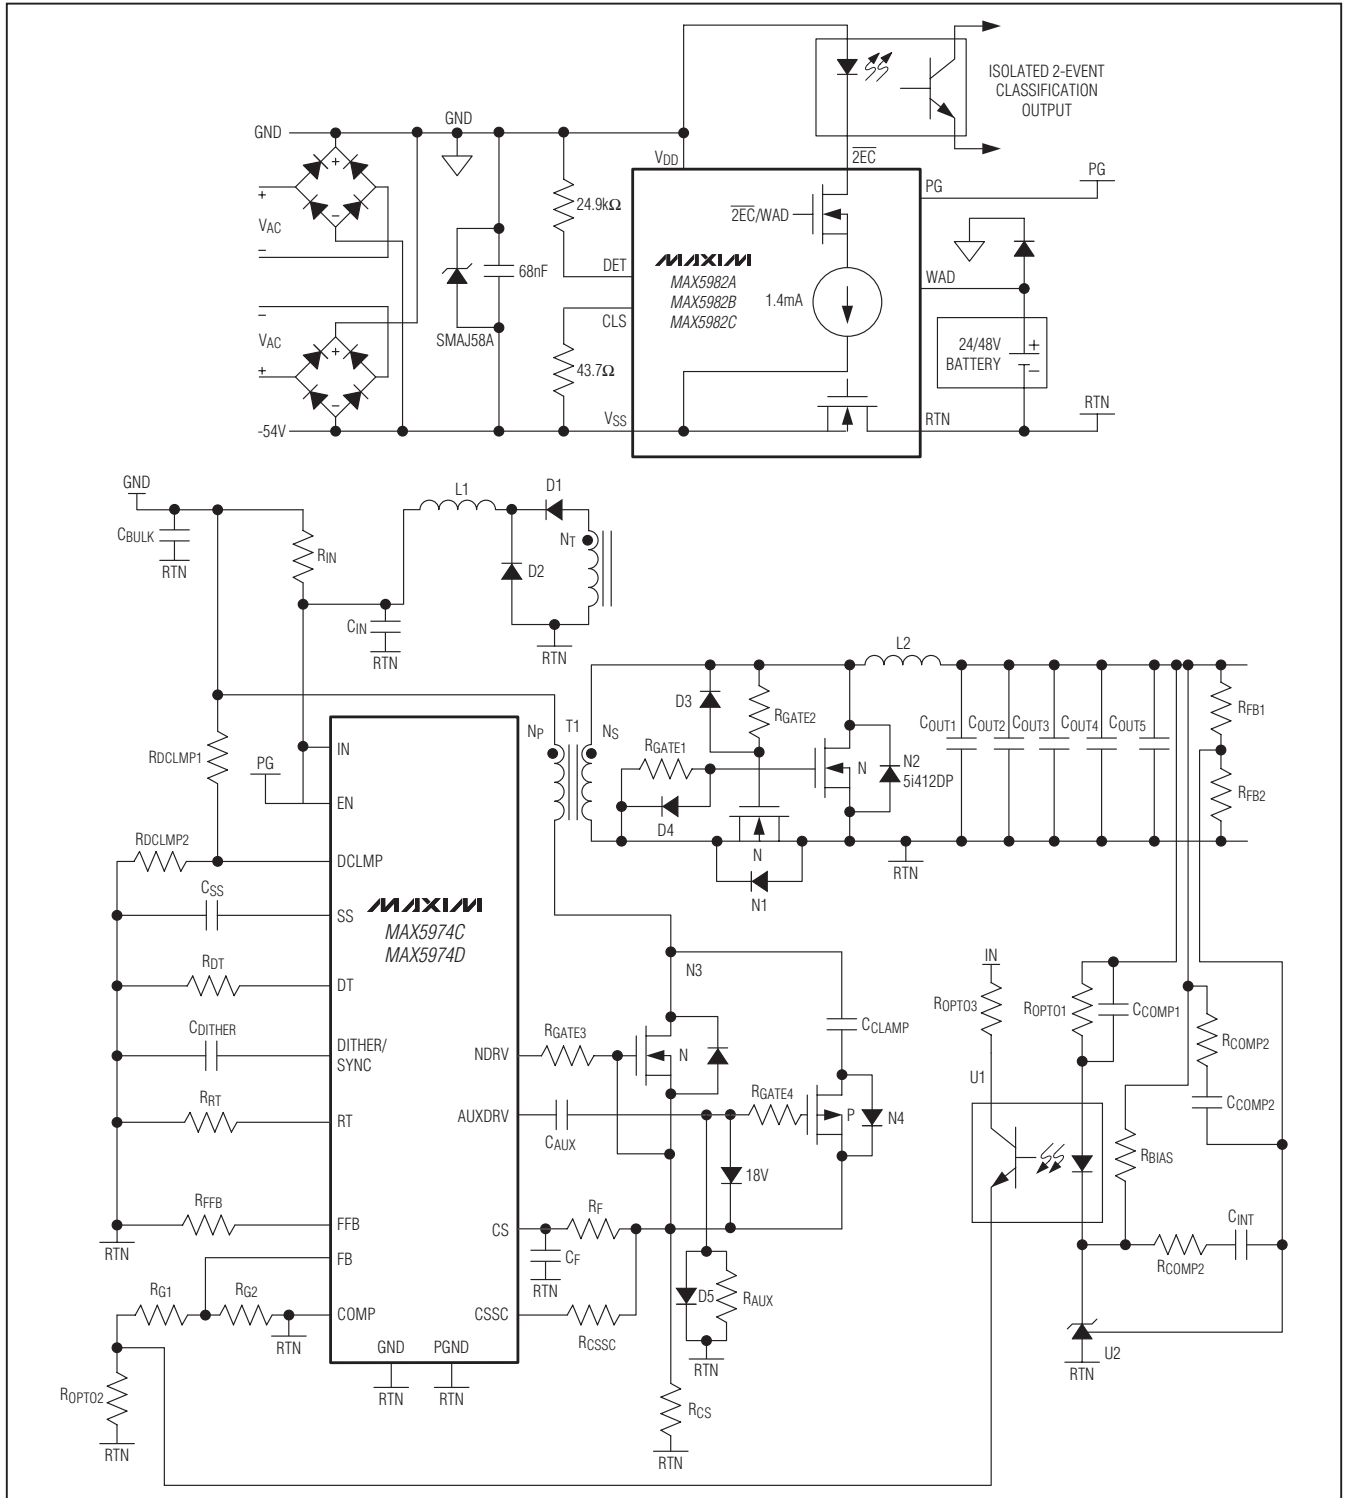 ISOLATED 2-EVENT
CLASSIFICATION
OUTPUT
GND
GND
VDD
2EC
PG
PG
+
+
VAC
−
−
24.9kΩ
2EC/WAD
68nF
DET
MAXIM
MAX5982A
MAX5982B
MAX5982C
1.4mA
WAD
−
VAC
+
+
−
SMAJ58A
CLS
43.7Ω
24/48V
BATTERY
+
−
-54V
VSS
RTN
RTN
GND
L1
D1
CBULK
RTN
RIN
NT
D2
CIN
RTN
RTN
L2
D3
RGATE2
COUT1
COUT2
COUT3
COUT4
COUT5
RFB1
NP
T1
NS
RDCLMP1
IN
RGATE1
N
N2
5i412DP
PG
EN
D4
RFB2
RDCLMP2
DCLMP
N
RTN
N1
CSS
SS
MAXIM
MAX5974C
MAX5974D
RDT
DT
N3
IN
ROPTO3
ROPTO1
CCOMP1
CDITHER
DITHER/
SYNC
NDRV
RGATE3
N
CCLAMP
RCOMP2
U1
RRT
RT
AUXDRV
CAUX
RGATE4
P
N4
CCOMP2
18V
RBIAS
RFFB
FFB
RTN
CS
RF
CF
RTN
CINT
RCOMP2
FB
RG1
RG2
COMP
RTN
CSSC
RCSSC
D5
RAUX
RTN
U2
RTN
GND
PGND
RTN
RTN
ROPTO2
RTN
RCS
RTN